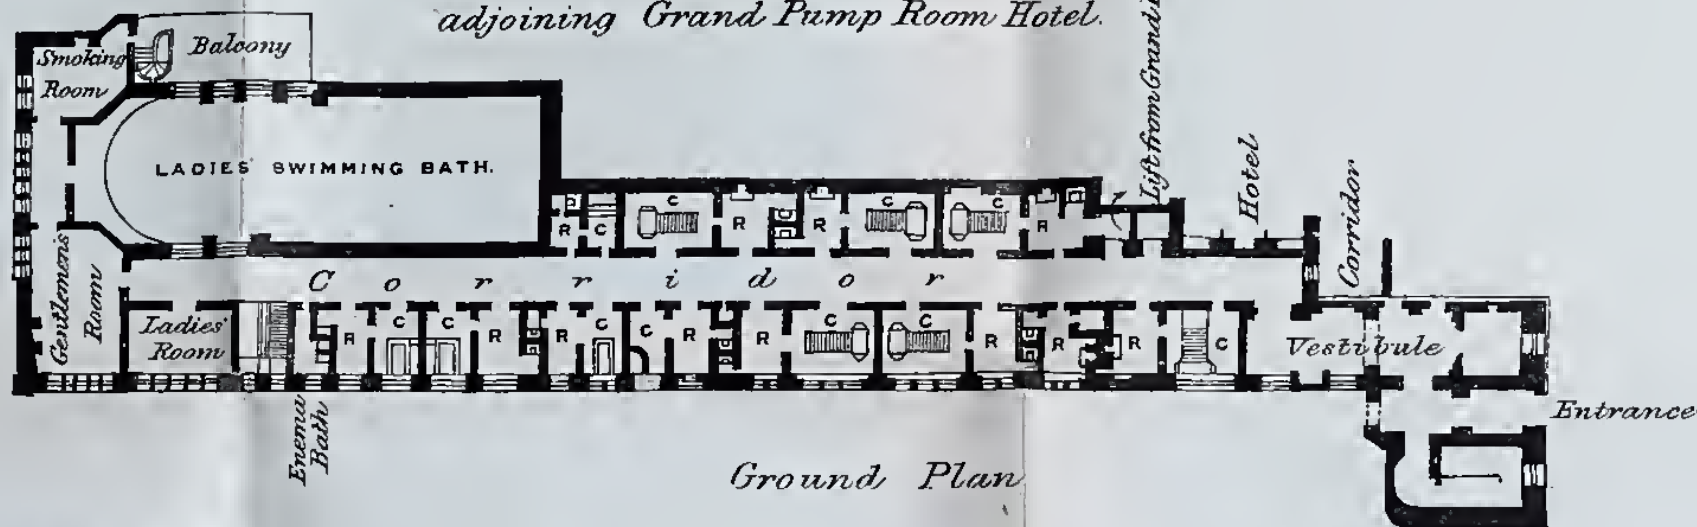 adjoining Grand Pump Room Hotel.
Balcony
Smoking
Room
LADIES' SWIMMING BATH.
Lift from Grand
Hotel
Corridor
R C C R R C C R
Corridor
Gentlemen's
Room
Ladies'
Room
R C C R R C C R R C C R R R C
Vestibule
Entrance
Enema
Bath
Ground Plan